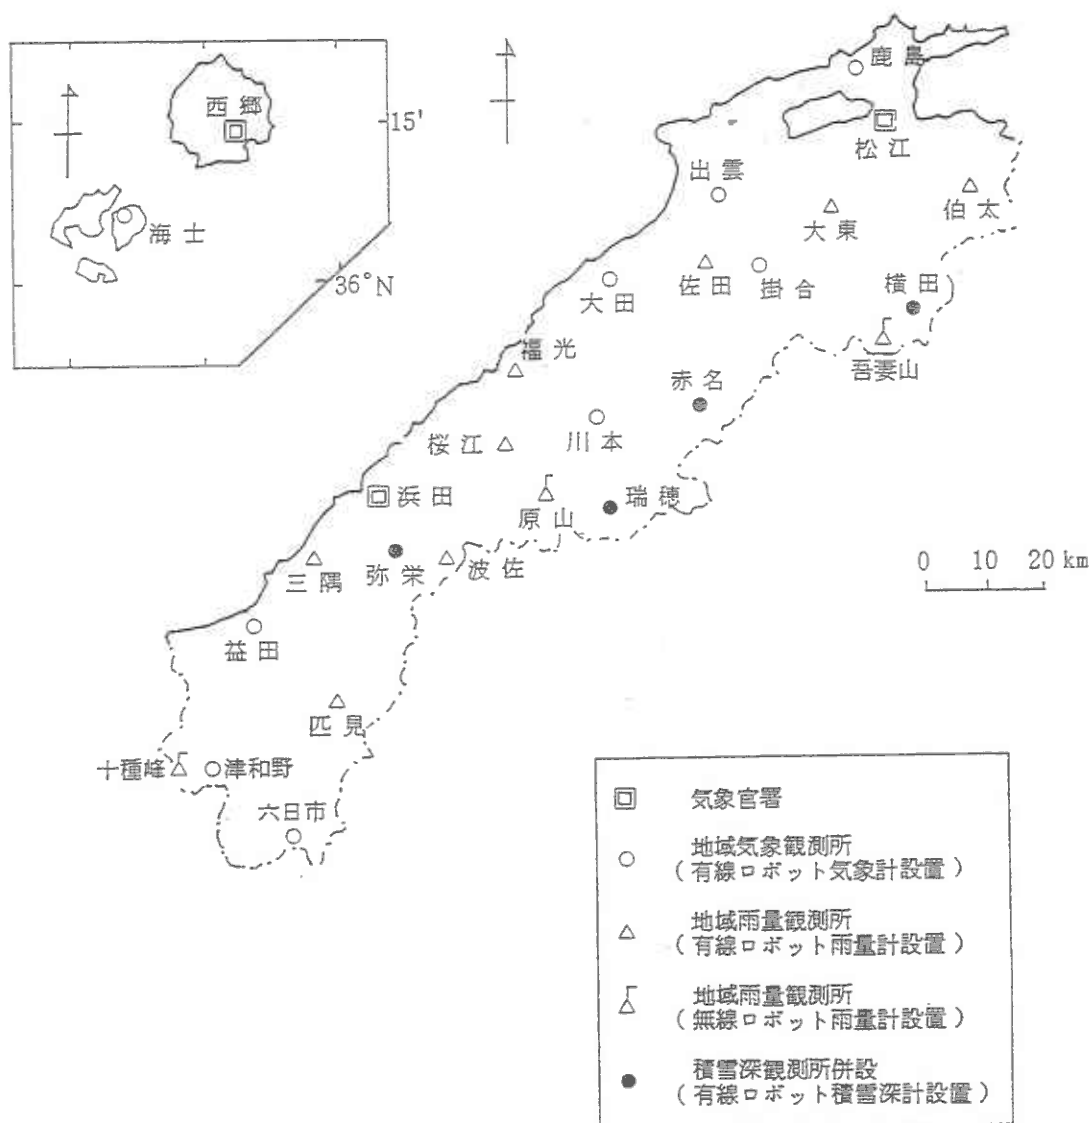 鹿島
西郷
15'
松江
出雲
海士
大東
伯太
36°N
佐田
掛合
大田
横田
福光
吾妻山
赤名
桜江
川本
浜田
原山
瑞穂
三隅
弥栄
波佐
0 10 20 km
益田
匹見
十種峰
津和野
六日市
気象官署
地域気象観測所
(有線ロボット気象計設置)
地域雨量観測所
(有線ロボット雨量計設置)
地域雨量観測所
(無線ロボット雨量計設置)
積雪深観測所併設
(有線ロボット積雪深計設置)